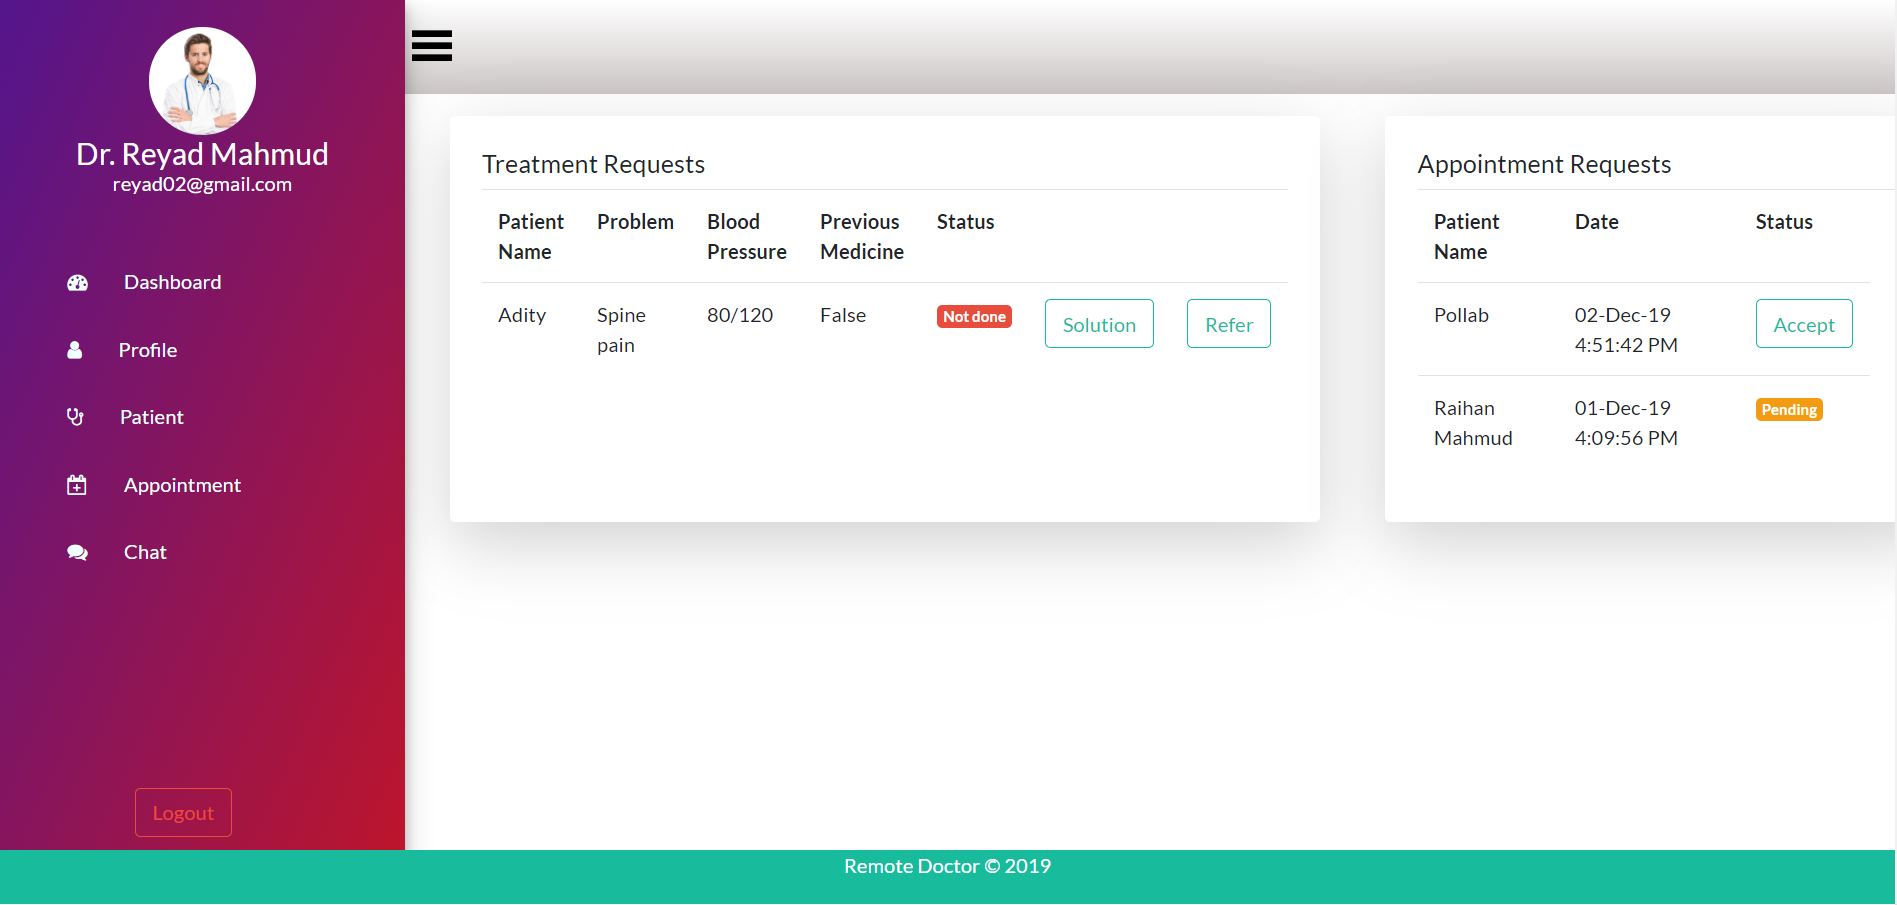 Dr. Reyad Mahmud
reyad02@gmail.com
Dashboard
Profile
Patient
Appointment
Chat
Logout
Treatment Requests
Patient Name Problem Blood Pressure Previous Medicine Status
Adity Spine pain 80/120 False Not done Solution Refer
Appointment Requests
Patient Name Date Status
Pollab 02-Dec-19 4:51:42 PM Accept
Raihan Mahmud 01-Dec-19 4:09:56 PM Pending
Remote Doctor © 2019